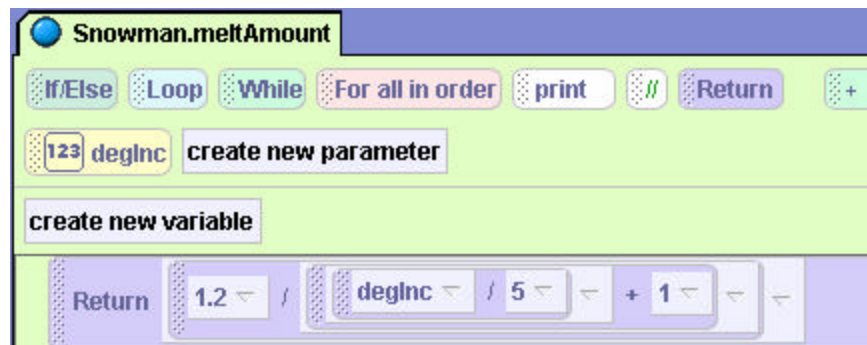 Snowman.meltAmount
If/Else Loop While For all in order print // Return +
123 degInc create new parameter
create new variable
Return 1.2 / degInc / 5 + 1